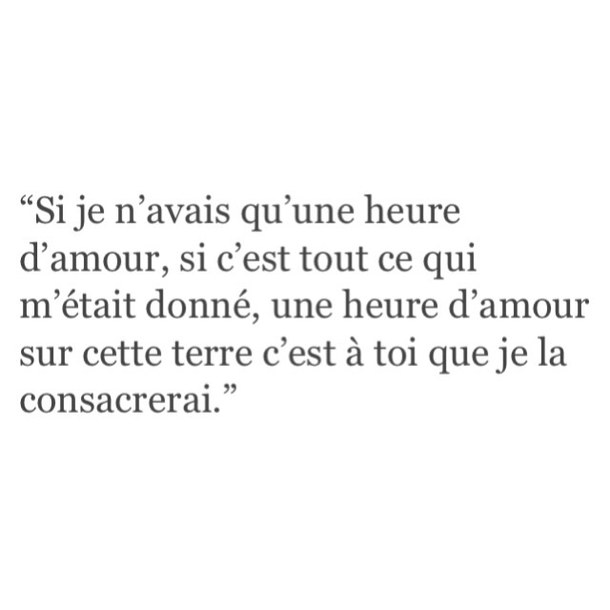 “Si je n’avais qu’une heure
d’amour, si c’est tout ce qui
m’était donné, une heure d’amour
sur cette terre c’est à toi que je la
consacrerai.”